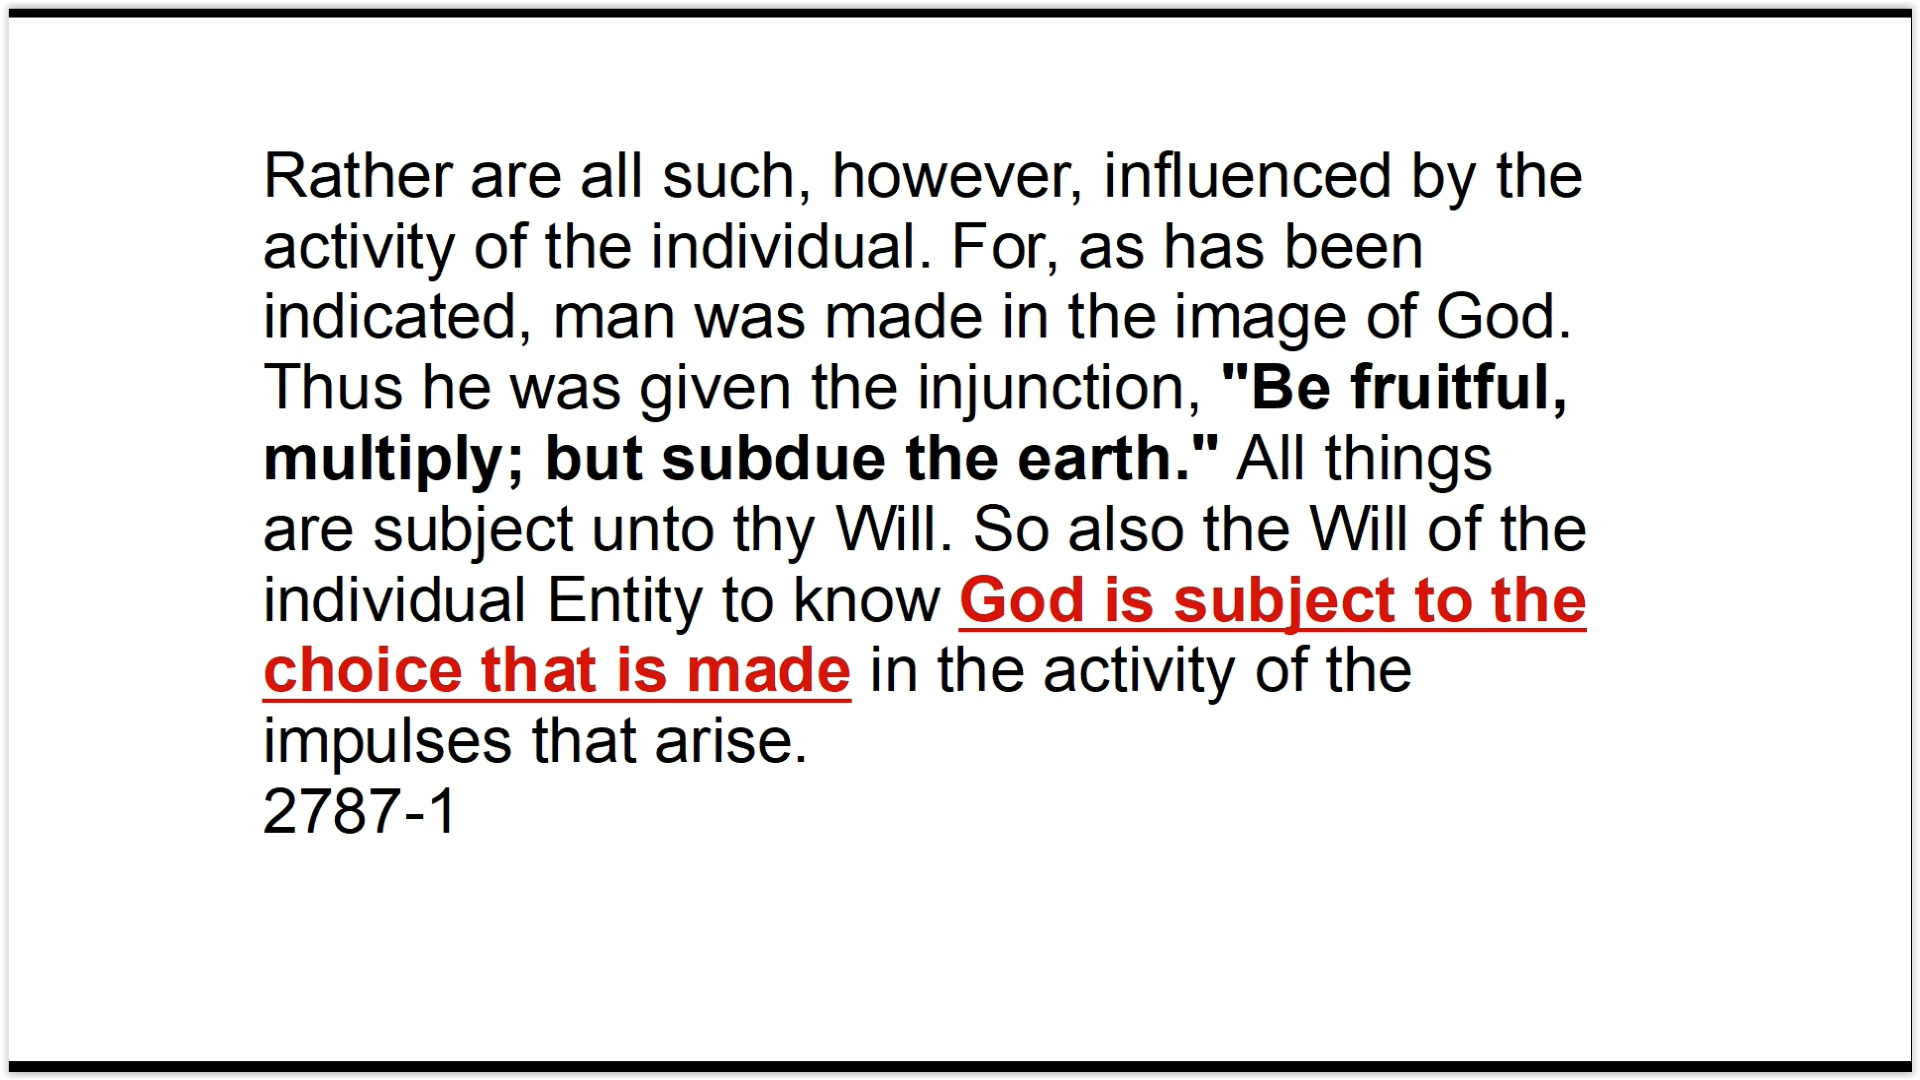 Rather are all such, however, influenced by the
activity of the individual. For, as has been
indicated, man was made in the image of God.
Thus he was given the injunction, "Be fruitful,
multiply; but subdue the earth." All things
are subject unto thy Will. So also the Will of the
individual Entity to know God is subject to the
choice that is made in the activity of the
impulses that arise.
2787-1